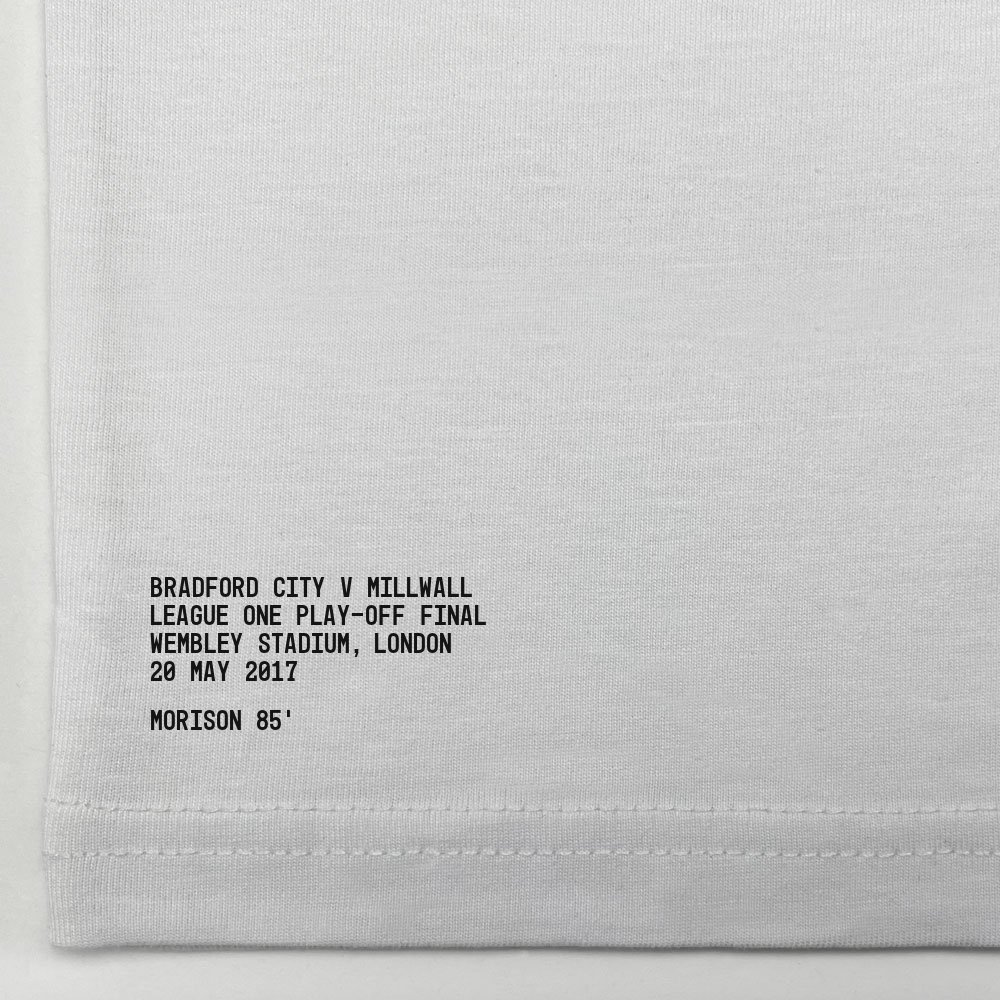 BRADFORD CITY V MILLWALL
LEAGUE ONE PLAY-OFF FINAL
WEMBLEY STADIUM, LONDON
20 MAY 2017
MORISON 85'